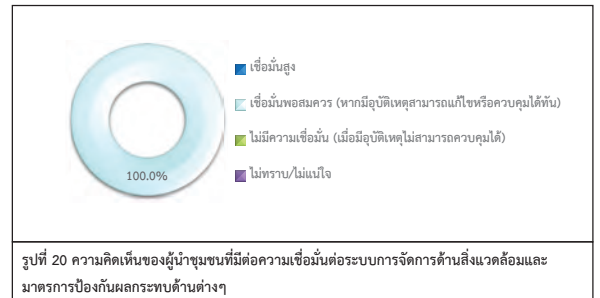 เชื่อมั่นสูง
เชื่อมั่นพอสมควร (หากมีอุบัติเหตุสามารถแก้ไขหรือควบคุมได้ทัน)
ไม่มีความเชื่อมั่น (เมื่อมีอุบัติเหตุไม่สามารถควบคุมได้)
ไม่ทราบ/ไม่แน่ใจ
100.0%
รูปที่ 20 ความคิดเห็นของผู้นำชุมชนที่มีต่อความเชื่อมั่นต่อระบบการจัดการด้านสิ่งแวดล้อมและ
มาตรการป้องกันผลกระทบด้านต่างๆ